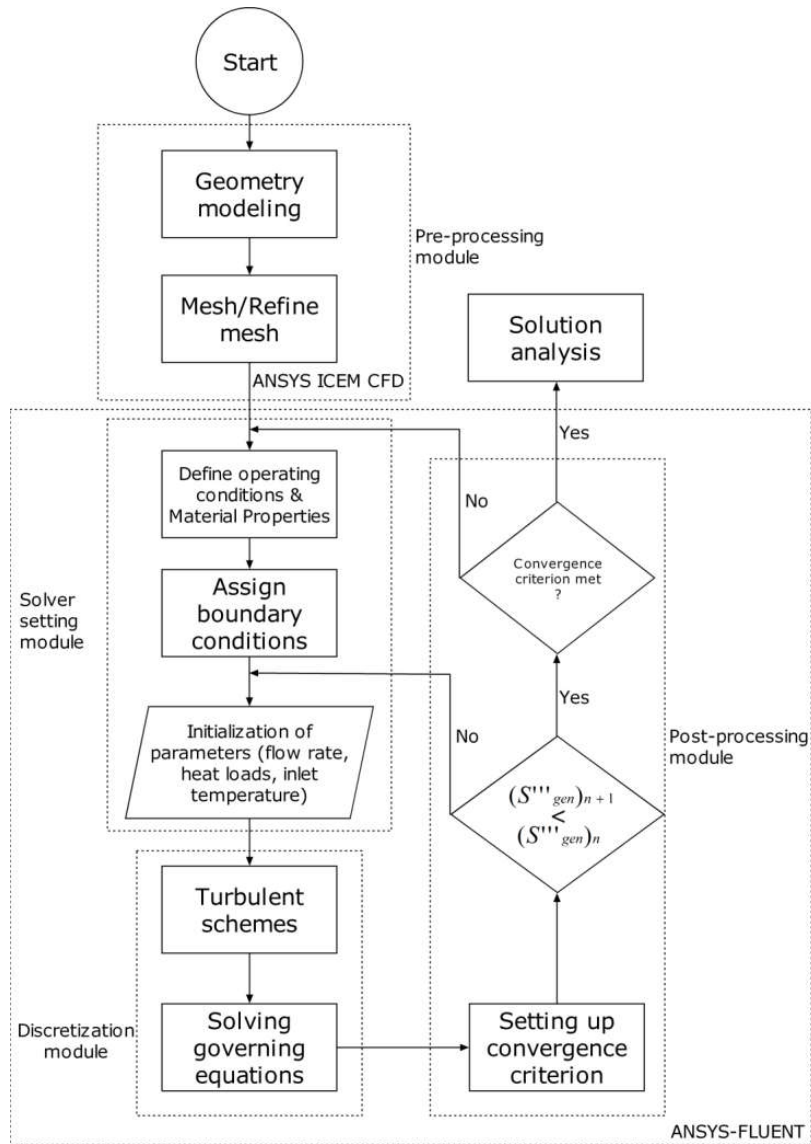 Start
Geometry
modeling
Pre-processing
module
Mesh/Refine
mesh
ANSYS ICEM CFD
Solution
analysis
Yes
No
Define operating
conditions &
Material Properties
Convergence
criterion met
?
Solver
setting
module
Assign
boundary
conditions
Yes
No
Initialization of
parameters (flow rate,
heat loads, inlet
temperature)
Post-processing
module
(S'''gen)n + 1
<
(S'''gen)n
Turbulent
schemes
Discretization
module
Solving
governing
equations
Setting up
convergence
criterion
ANSYS-FLUENT